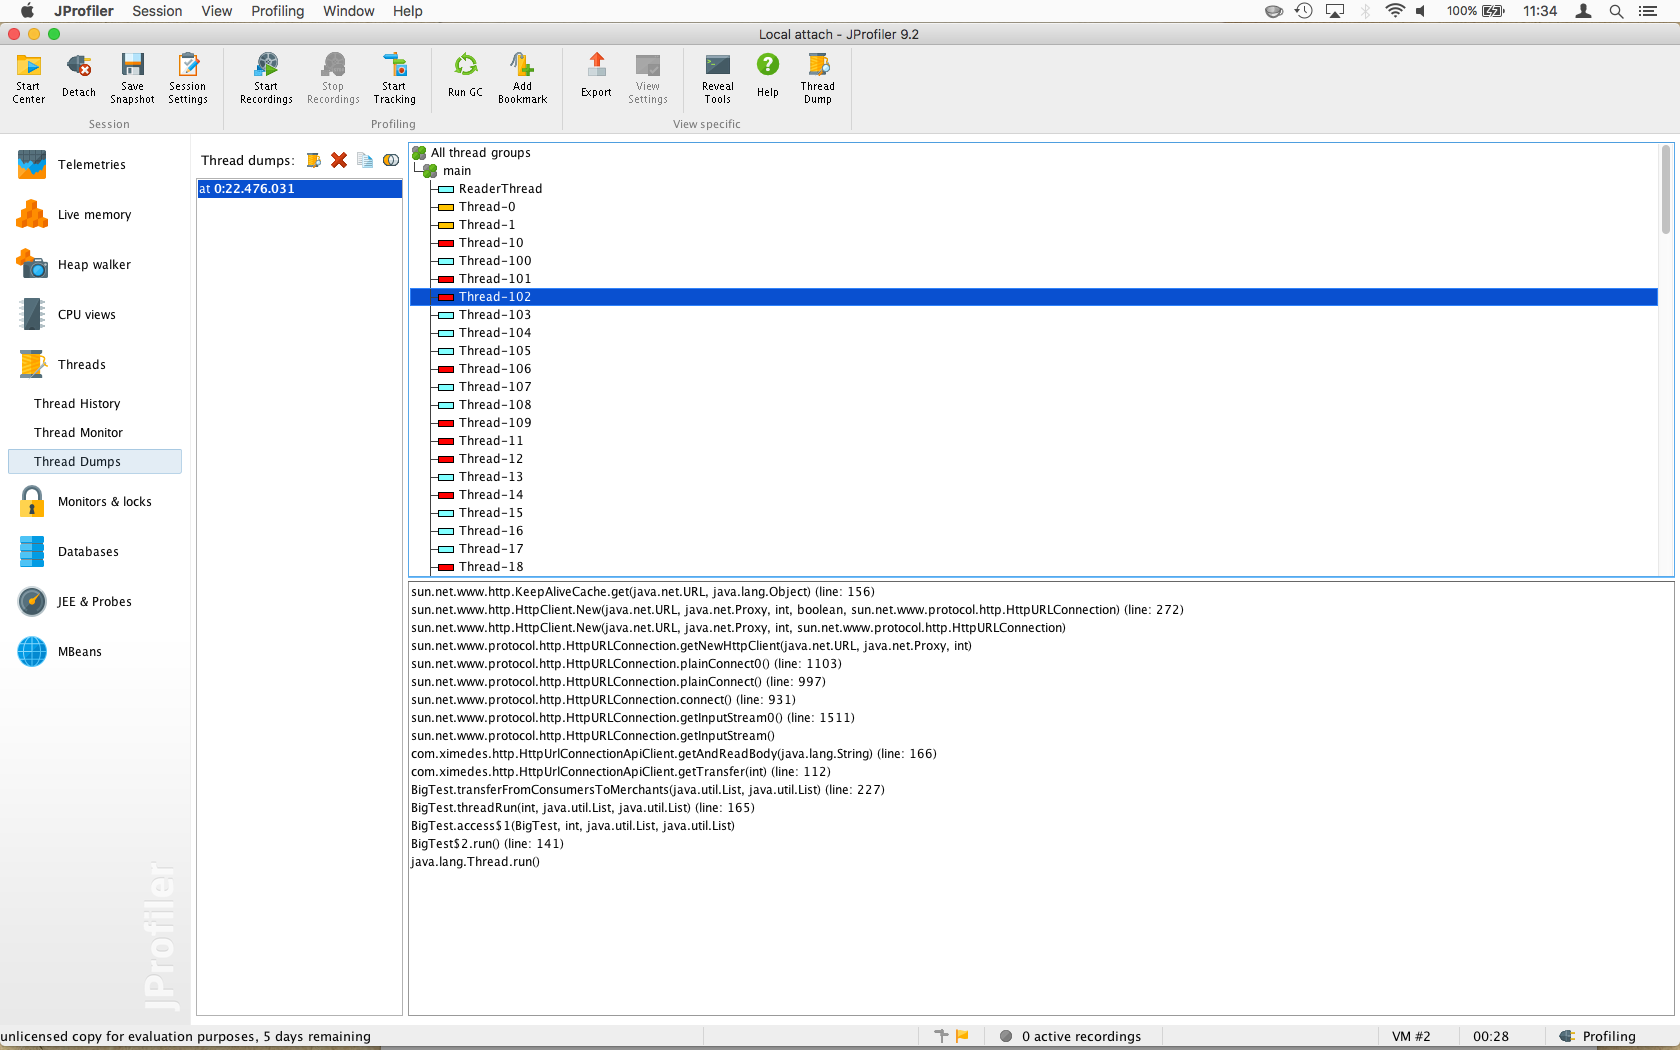 JProfiler Session View Profiling Window Help 100% 11:34
Local attach - JProfiler 9.2
Start Center
Detach
Save Snapshot
Session Settings
Start Recordings
Stop Recordings
Start Tracking
Run GC
Add Bookmark
Export
View Settings
Reveal Tools
Help
Thread Dump
Session
Profiling
View specific
Telemetries
Live memory
Heap walker
CPU views
Threads
Thread History
Thread Monitor
Thread Dumps
Monitors & locks
Databases
JEE & Probes
MBeans
JProfiler
Thread dumps:
at 0:22.476.031
All thread groups
main
ReaderThread
Thread-0
Thread-1
Thread-10
Thread-100
Thread-101
Thread-102
Thread-103
Thread-104
Thread-105
Thread-106
Thread-107
Thread-108
Thread-109
Thread-11
Thread-12
Thread-13
Thread-14
Thread-15
Thread-16
Thread-17
Thread-18
sun.net.www.http.KeepAliveCache.get(java.net.URL, java.lang.Object) (line: 156)
sun.net.www.http.HttpClient.New(java.net.URL, java.net.Proxy, int, boolean, sun.net.www.protocol.http.HttpURLConnection) (line: 272)
sun.net.www.http.HttpClient.New(java.net.URL, java.net.Proxy, int, sun.net.www.protocol.http.HttpURLConnection)
sun.net.www.protocol.http.HttpURLConnection.getNewHttpClient(java.net.URL, java.net.Proxy, int)
sun.net.www.protocol.http.HttpURLConnection.plainConnect0() (line: 1103)
sun.net.www.protocol.http.HttpURLConnection.plainConnect() (line: 997)
sun.net.www.protocol.http.HttpURLConnection.connect() (line: 931)
sun.net.www.protocol.http.HttpURLConnection.getInputStream0() (line: 1511)
sun.net.www.protocol.http.HttpURLConnection.getInputStream()
com.ximedes.http.HttpUrlConnectionApiClient.getAndReadBody(java.lang.String) (line: 166)
com.ximedes.http.HttpUrlConnectionApiClient.getTransfer(int) (line: 112)
BigTest.transferFromConsumersToMerchants(java.util.List, java.util.List) (line: 227)
BigTest.threadRun(int, java.util.List, java.util.List) (line: 165)
BigTest.access$1(BigTest, int, java.util.List, java.util.List)
BigTest$2.run() (line: 141)
java.lang.Thread.run()
unlicensed copy for evaluation purposes, 5 days remaining
0 active recordings
VM #2
00:28
Profiling